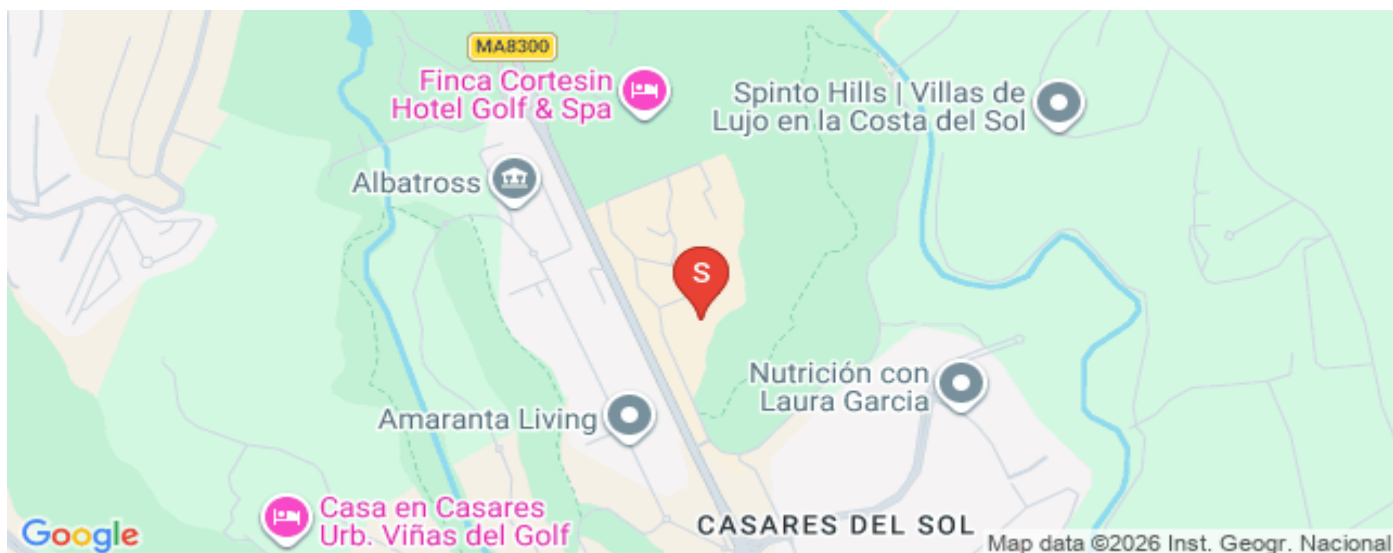 MA8300
Finca Cortesin
Hotel Golf & Spa
Spinto Hills | Villas de
Lujo en la Costa del Sol
Albatross
S
Nutrición con
Laura Garcia
Amaranta Living
Casa en Casares
Urb. Viñas del Golf
CASARES DEL SOL
Google
Map data ©2026 Inst. Geogr. Nacional